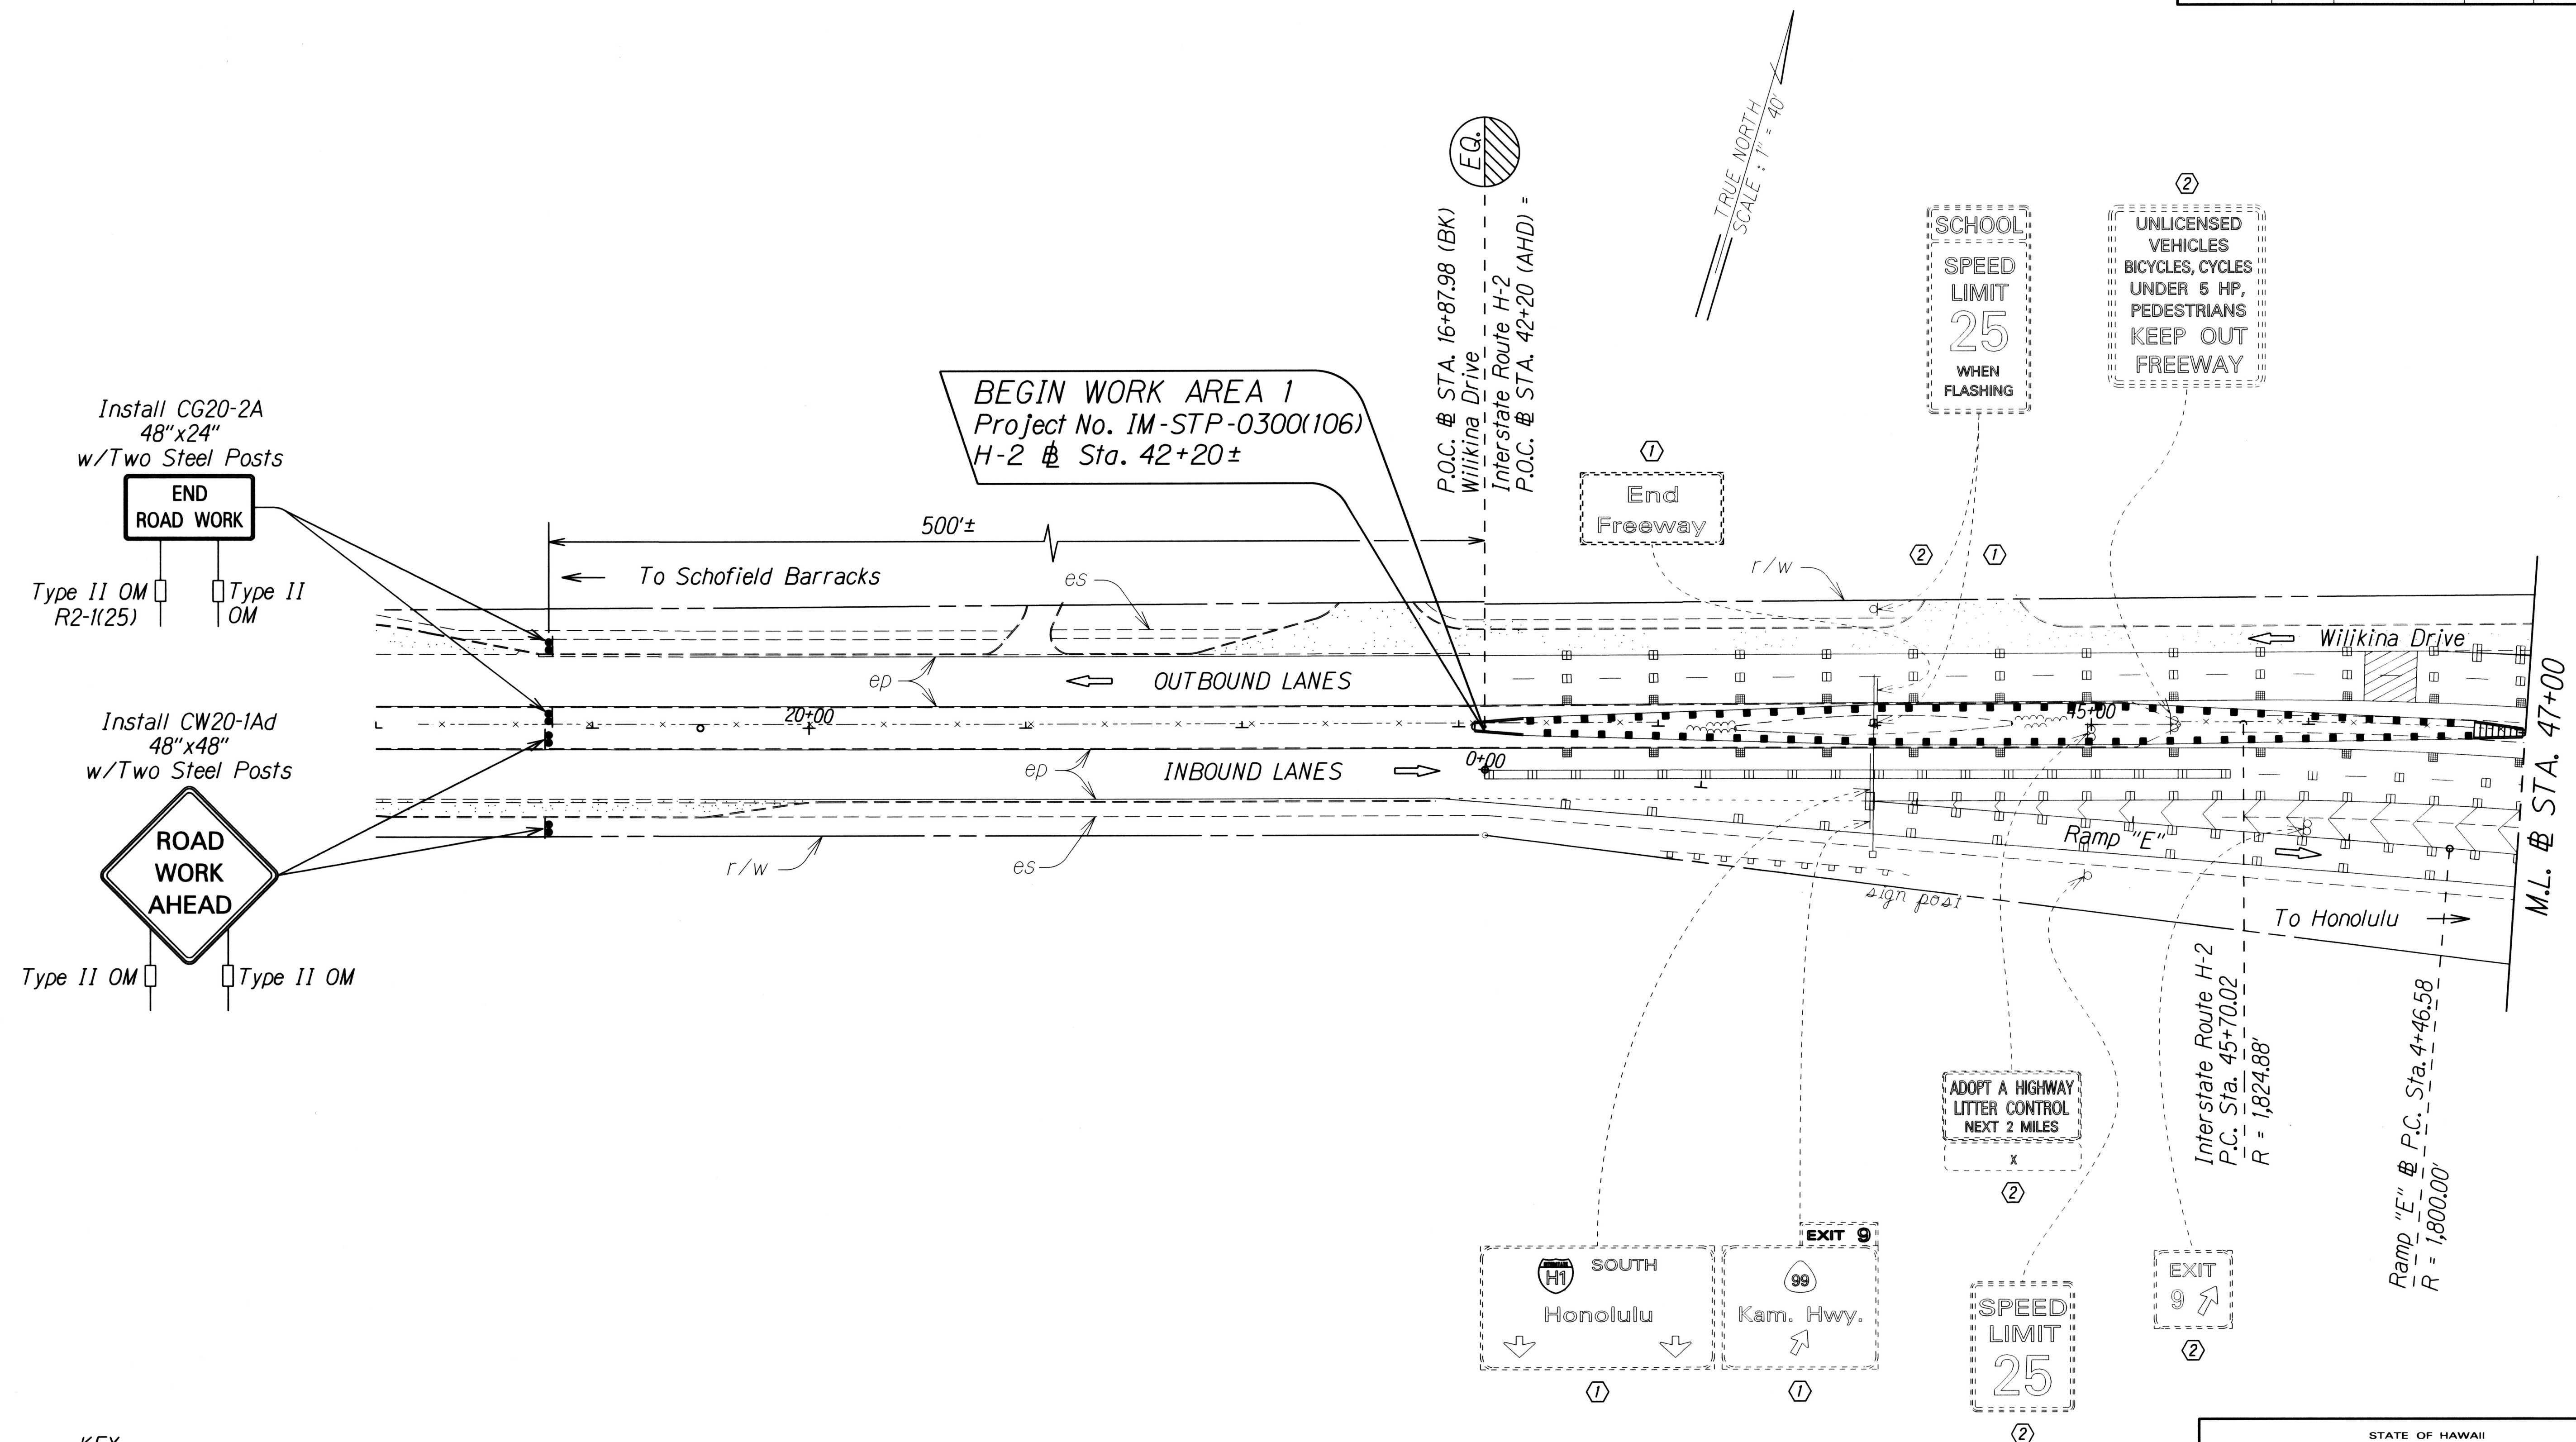 TRUE NORTH
SCALE : 1" = 40'
EQ.
P.O.C. ℄ STA. 16+87.98 (BK)
Wilikina Drive
Interstate Route H-2
P.O.C. ℄ STA. 42+20 (AHD) =
2
SCHOOL
SPEED
LIMIT
25
WHEN
FLASHING
UNLICENSED
VEHICLES
BICYCLES, CYCLES
UNDER 5 HP,
PEDESTRIANS
KEEP OUT
FREEWAY
Install CG20-2A
48"x24"
w/Two Steel Posts
END
ROAD WORK
Type II OM
R2-1(25)
Type II
OM
BEGIN WORK AREA 1
Project No. IM-STP-0300(106)
H-2 ℄ Sta. 42+20±
1
End
Freeway
2
1
r/w
500'±
To Schofield Barracks
es
Wilikina Drive
ep
OUTBOUND LANES
20+00
45+00
Install CW20-1Ad
48"x48"
w/Two Steel Posts
ROAD
WORK
AHEAD
Type II OM
Type II OM
ep
INBOUND LANES
0+00
r/w
es
Ramp "E"
sign post
To Honolulu
M.L. ℄ STA. 47+00
Interstate Route H-2
P.C. Sta. 45+70.02
R = 1,824.88'
Ramp "E" ℄ P.C. Sta. 4+46.58
R = 1,800.00'
ADOPT A HIGHWAY
LITTER CONTROL
NEXT 2 MILES
X
2
H1
SOUTH
Honolulu
1
EXIT 9
99
Kam. Hwy.
1
SPEED
LIMIT
25
2
EXIT
9
2
KEY
STATE OF HAWAII